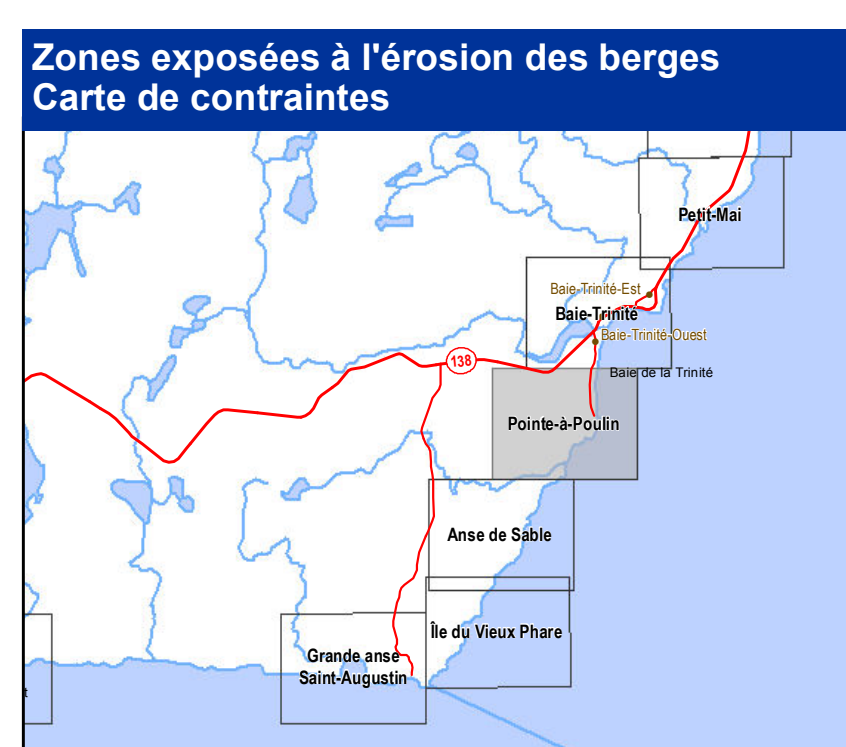 Zones exposées à l'érosion des berges
Carte de contraintes
Petit-Mai
Baie-Trinité-Est
Baie-Trinité
Baie-Trinité-Ouest
138
Baie de la Trinité
Pointe-à-Poulin
Anse de Sable
Île du Vieux Phare
Grande anse
Saint-Augustin